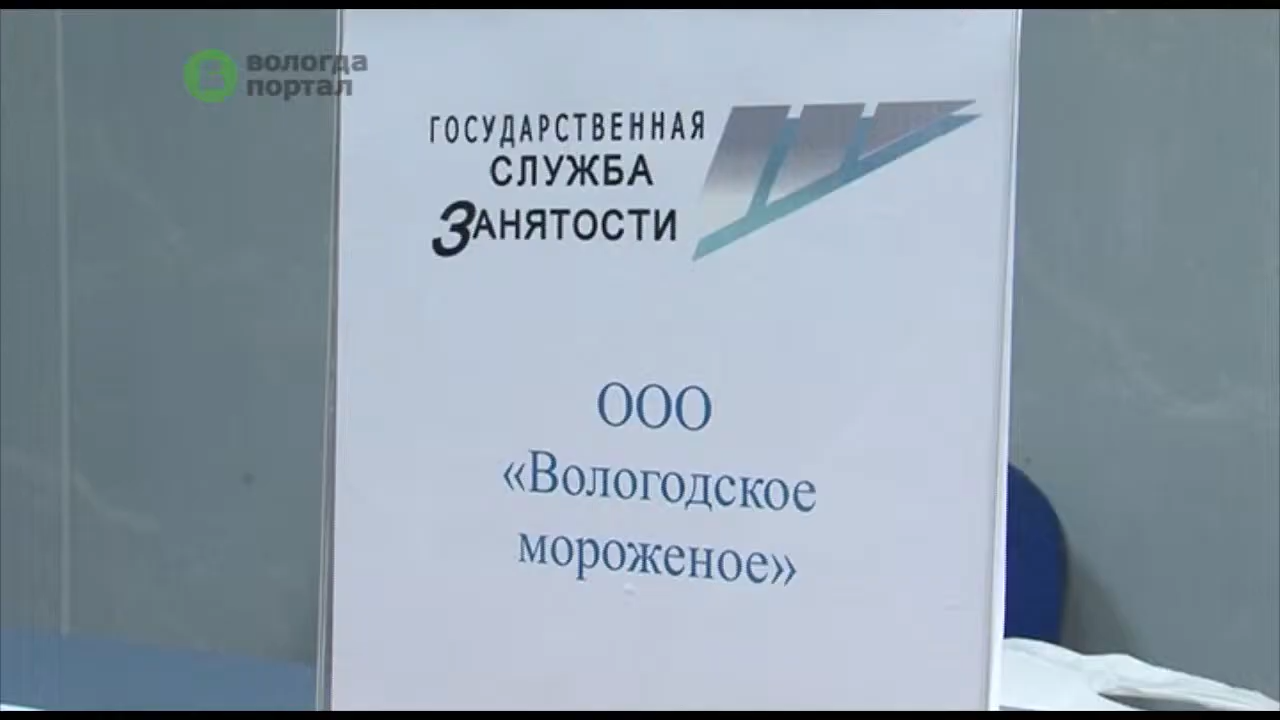 вологда
портал
ГОСУДАРСТВЕННАЯ
СЛУЖБА
ЗАНЯТОСТИ
ООО
«Вологодское
мороженое»